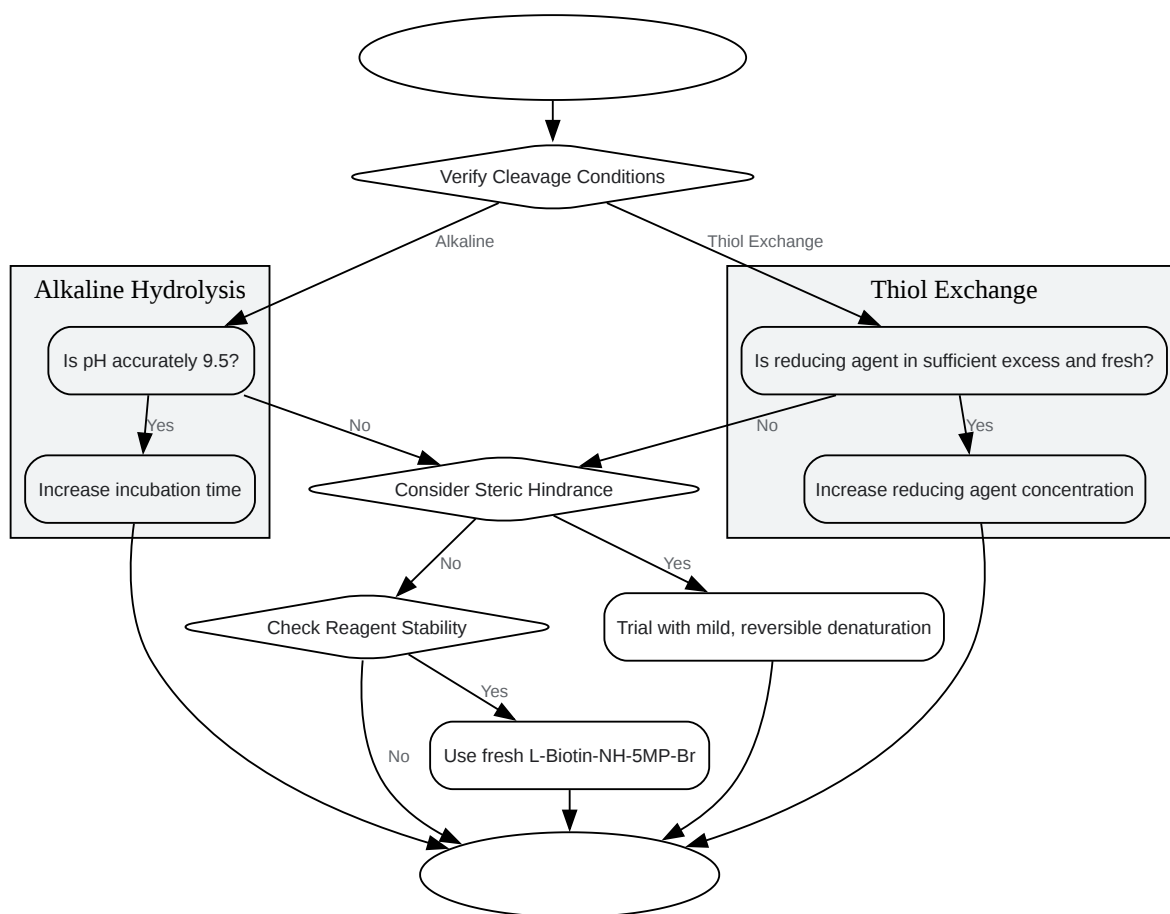 Verify Cleavage Conditions
Alkaline
Thiol Exchange
Alkaline Hydrolysis
Thiol Exchange
Is pH accurately 9.5?
Is reducing agent in sufficient excess and fresh?
Yes
No
No
Yes
Increase incubation time
Consider Steric Hindrance
Increase reducing agent concentration
No
Yes
Check Reagent Stability
Trial with mild, reversible denaturation
Yes
No
Use fresh L-Biotin-NH-5MP-Br